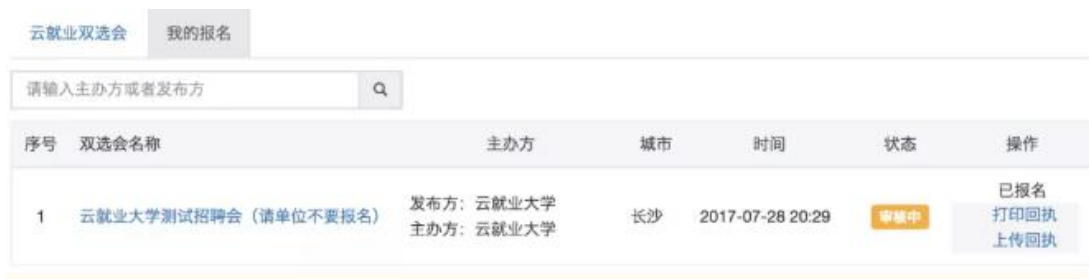 云就业双选会 我的报名
请输入主办方或者发布方
序号 双选会名称 主办方 城市 时间 状态 操作
1 云就业大学测试招聘会（请单位不要报名） 发布方：云就业大学 长沙 2017-07-28 20:29 审核中 已报名
主办方：云就业大学 打印回执
上传回执